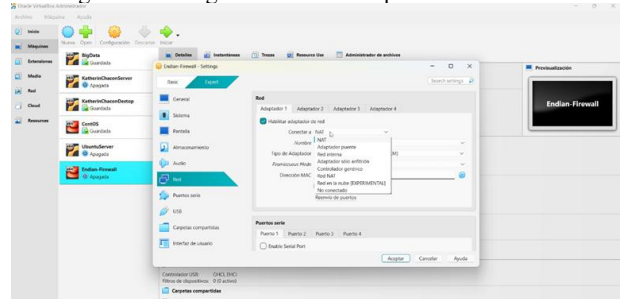 Oracle VirtualBox Administrador
Archivo Máquina Ayuda
Inicio
Máquinas
Extensiones
Medio
Red
Cloud
Recursos
Nueva Open Configuración Descartar Iniciar
BigData
Guardada
KatherinChaconServer
Apagada
KatherinChaconDesktop
Guardada
CentOS
Guardada
UbuntuServer
Apagada
Endian-Firewall
Apagada
Detalles Instantáneas Trazas Resource Use Administrador de archivos
Previsualización
Endian-Firewall
Endian-Firewall - Settings
Basic Expert
Search settings
General
Sistema
Pantalla
Almacenamiento
Audio
Red
Puertos serie
USB
Carpetas compartidas
Interfaz de usuario
Red
Adaptador 1 Adaptador 2 Adaptador 3 Adaptador 4
Habilitar adaptador de red
Conectar a NAT
NAT
Adaptador puente
Red interna
Adaptador sólo anfitrión
Controlador genérico
Red NAT
Red en la nube [EXPERIMENTAL]
No conectado
Nombre
Tipo de Adaptador
Promiscuous Mode
Dirección MAC
Reenvío de puertos
Puertos serie
Puerto 1 Puerto 2 Puerto 3 Puerto 4
Enable Serial Port
Aceptar Cancelar Ayuda
Controlador USB OHCI, EHCI
Filtros de dispositivos 0 (0 activo)
Carpetas compartidas